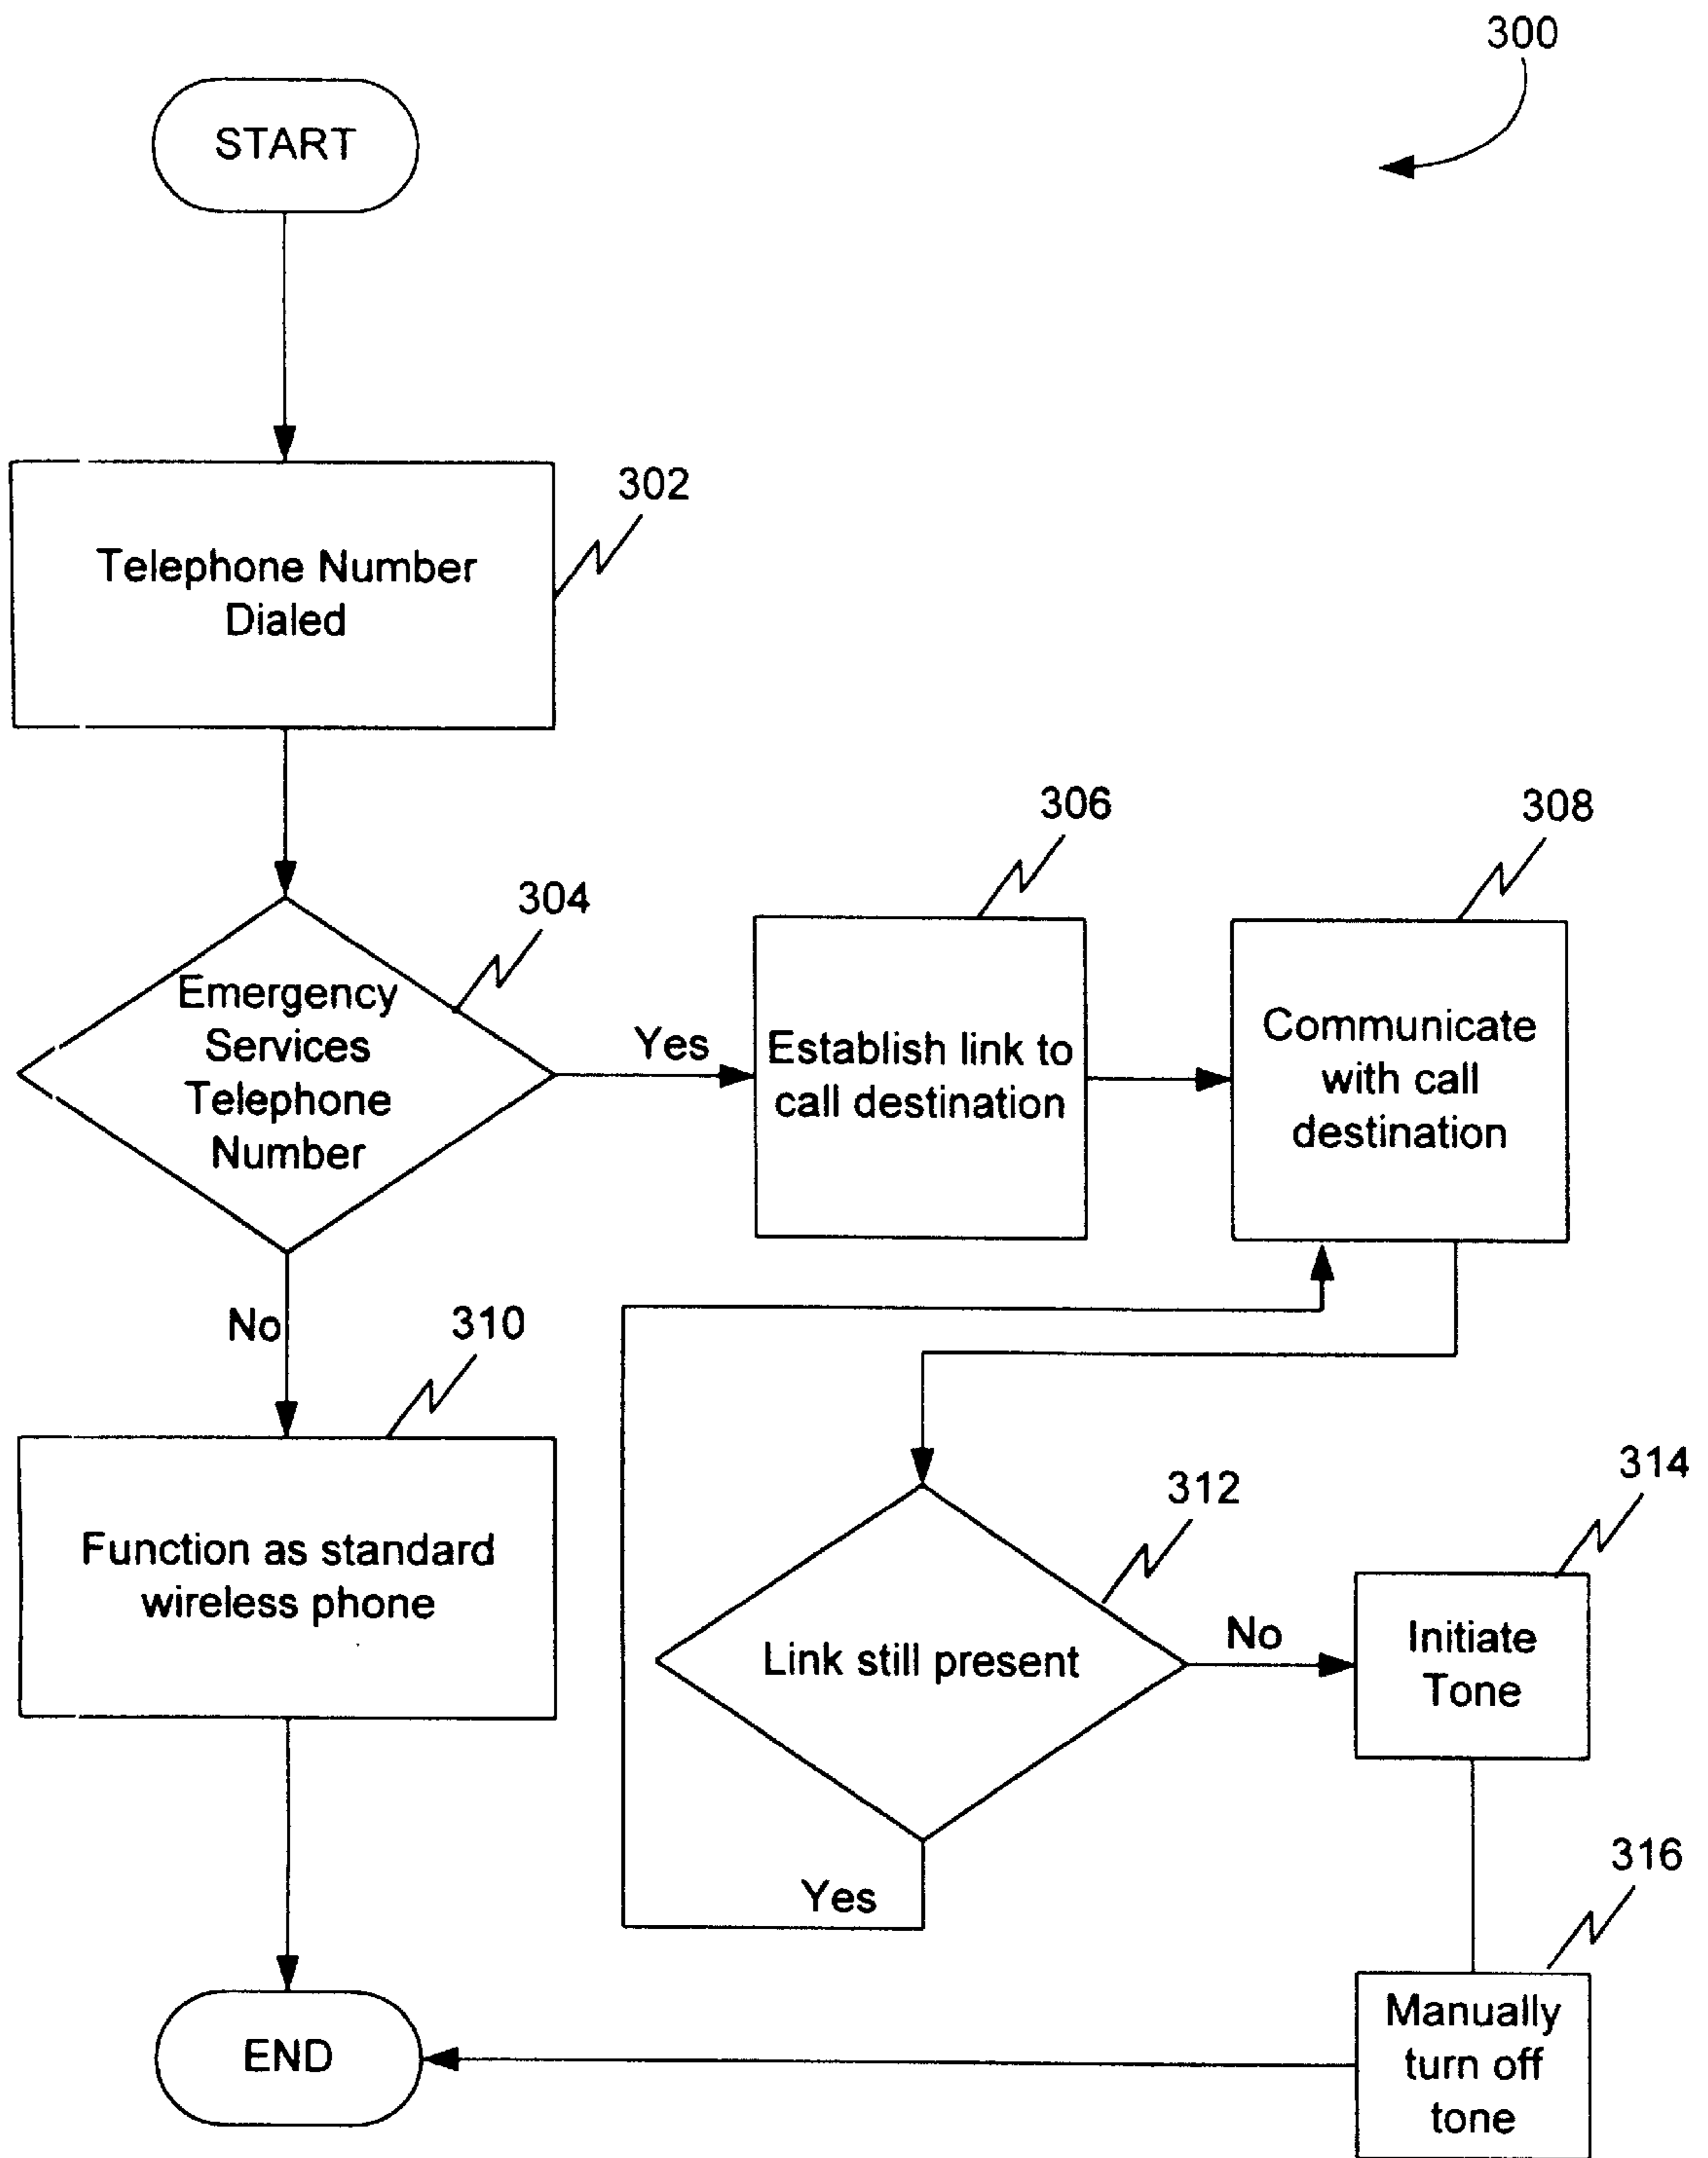 300
START
302
Telephone Number
Dialed
304
Emergency
Services
Telephone
Number
Yes
306
Establish link to
call destination
308
Communicate
with call
destination
No
310
Function as standard
wireless phone
312
Link still present
No
314
Initiate
Tone
Yes
316
Manually
turn off
tone
END